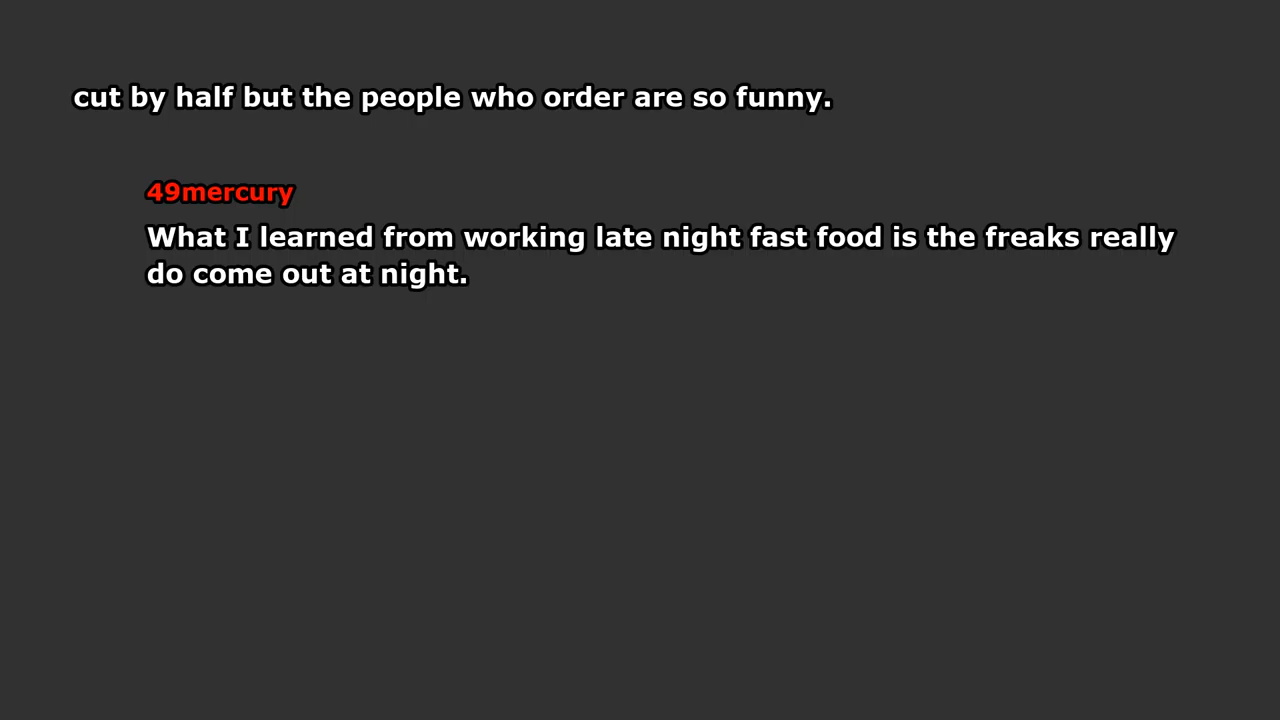 cut by half but the people who order are so funny.
49mercury
What I learned from working late night fast food is the freaks really
do come out at night.